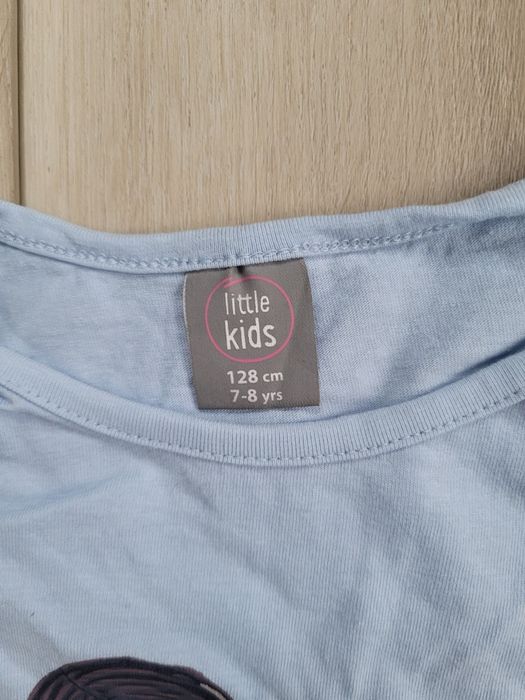 little
kids
128 cm
7-8 yrs